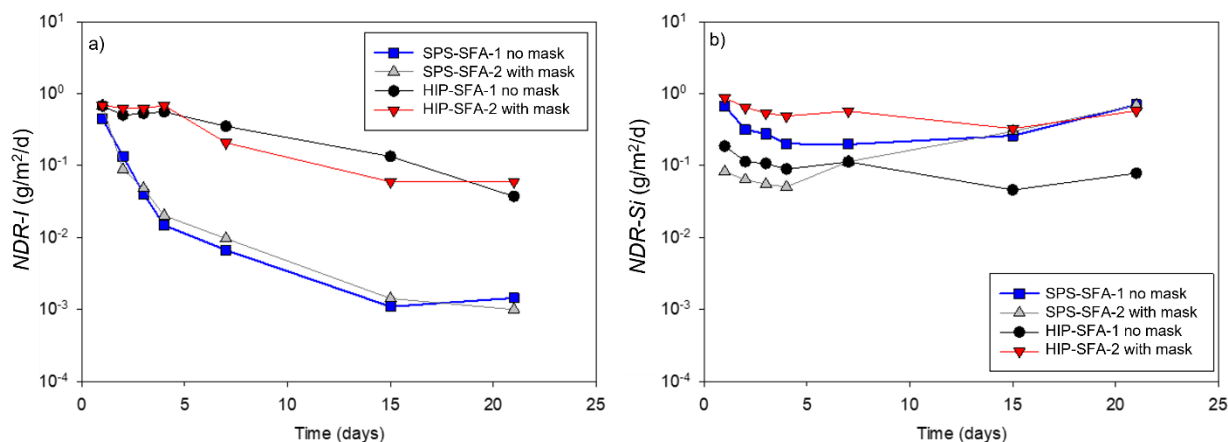 a)
SPS-SFA-1 no mask
SPS-SFA-2 with mask
HIP-SFA-1 no mask
HIP-SFA-2 with mask
NDR-I (g/m²/d)
10¹
10⁰
10⁻¹
10⁻²
10⁻³
10⁻⁴
0 5 10 15 20 25
Time (days)
b)
NDR-Si (g/m²/d)
10¹
10⁰
10⁻¹
10⁻²
10⁻³
10⁻⁴
SPS-SFA-1 no mask
SPS-SFA-2 with mask
HIP-SFA-1 no mask
HIP-SFA-2 with mask
0 5 10 15 20 25
Time (days)